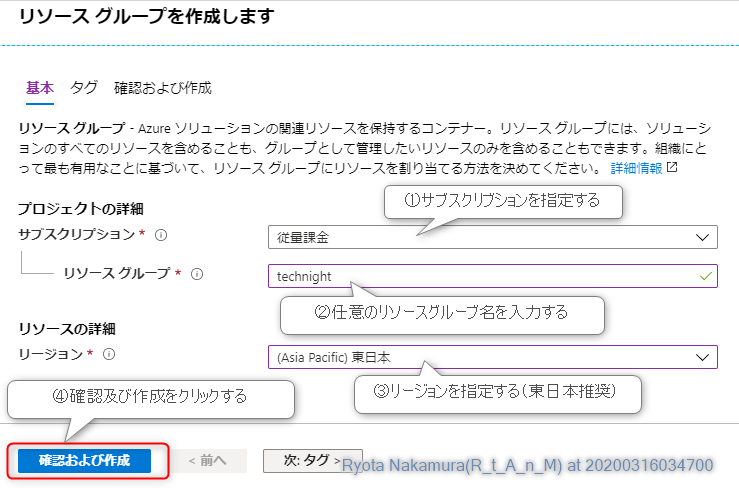 リソース グループを作成します
基本 タグ 確認および作成
リソース グループ - Azure ソリューションの関連リソースを保持するコンテナー。リソース グループには、ソリューシ
ョンのすべてのリソースを含めることも、グループとして管理したいリソースのみを含めることもできます。組織にと
って最も有用なことに基づいて、リソース グループにリソースを割り当てる方法を決めてください。 詳細情報
プロジェクトの詳細
①サブスクリプションを指定する
サブスクリプション * 従量課金
リソース グループ * technight
②任意のリソースグループ名を入力する
リソースの詳細
リージョン * (Asia Pacific) 東日本
③リージョンを指定する(東日本推奨)
④確認及び作成をクリックする
確認および作成 < 前へ 次: タグ >
Ryota Nakamura(R_t_A_n_M) at 20200316034700